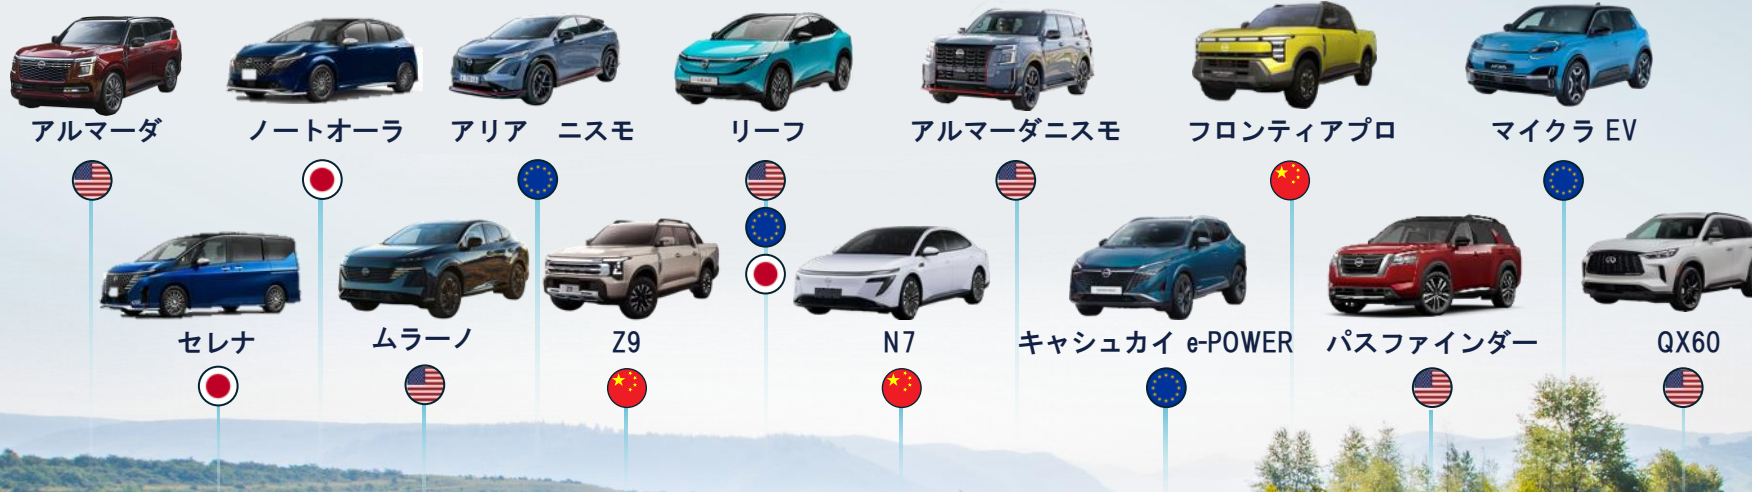 アルマーダ
ノートオーラ
アリア　ニスモ
リーフ
アルマーダニスモ
フロンティアプロ
マイクラ EV
セレナ
ムラーノ
Z9
N7
キャシュカイ e-POWER
パスファインダー
QX60